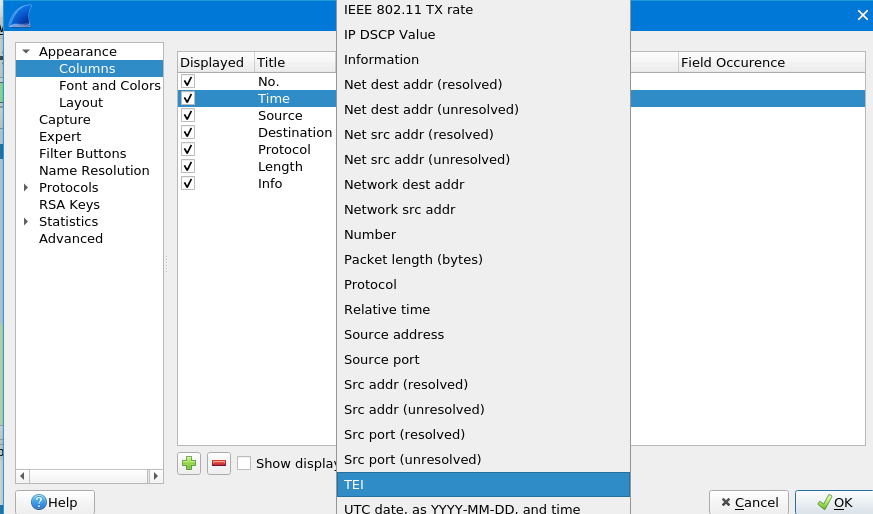 Appearance
Columns
Font and Colors
Layout
Capture
Expert
Filter Buttons
Name Resolution
Protocols
RSA Keys
Statistics
Advanced
Displayed Title
No.
Time
Source
Destination
Protocol
Length
Info
IEEE 802.11 TX rate
IP DSCP Value
Information
Net dest addr (resolved)
Net dest addr (unresolved)
Net src addr (resolved)
Net src addr (unresolved)
Network dest addr
Network src addr
Number
Packet length (bytes)
Protocol
Relative time
Source address
Source port
Src addr (resolved)
Src addr (unresolved)
Src port (resolved)
Src port (unresolved)
TEI
UTC date, as YYYY-MM-DD, and time
Field Occurence
Show display
Help
Cancel
OK